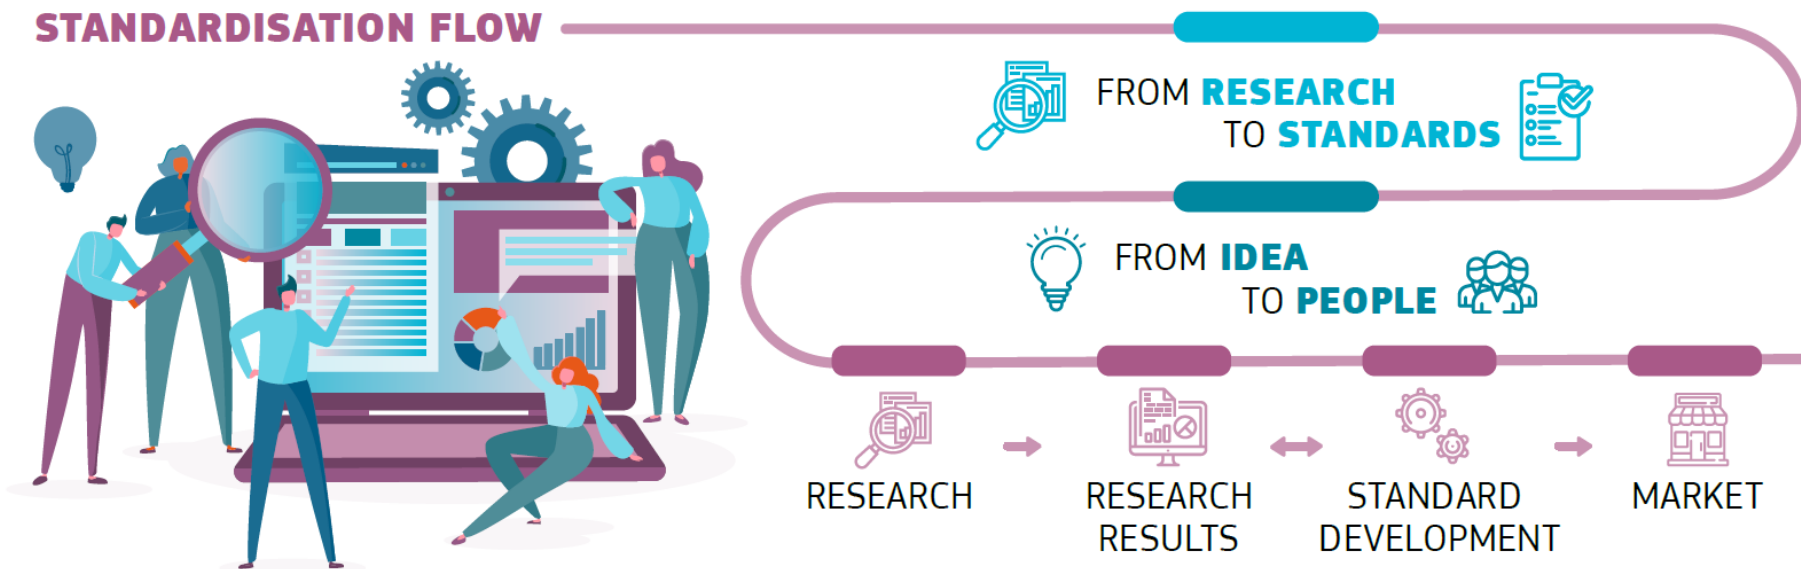 STANDARDISATION FLOW
FROM RESEARCH
TO STANDARDS
FROM IDEA
TO PEOPLE
RESEARCH
RESEARCH
RESULTS
STANDARD
DEVELOPMENT
MARKET